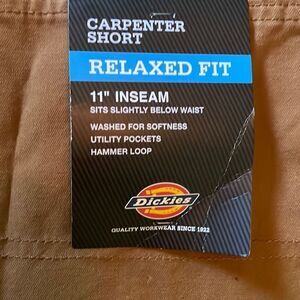 CARPENTER
SHORT
RELAXED FIT
11" INSEAM
SITS SLIGHTLY BELOW WAIST
WASHED FOR SOFTNESS
UTILITY POCKETS
HAMMER LOOP
Dickies
QUALITY WORKWEAR SINCE 1922